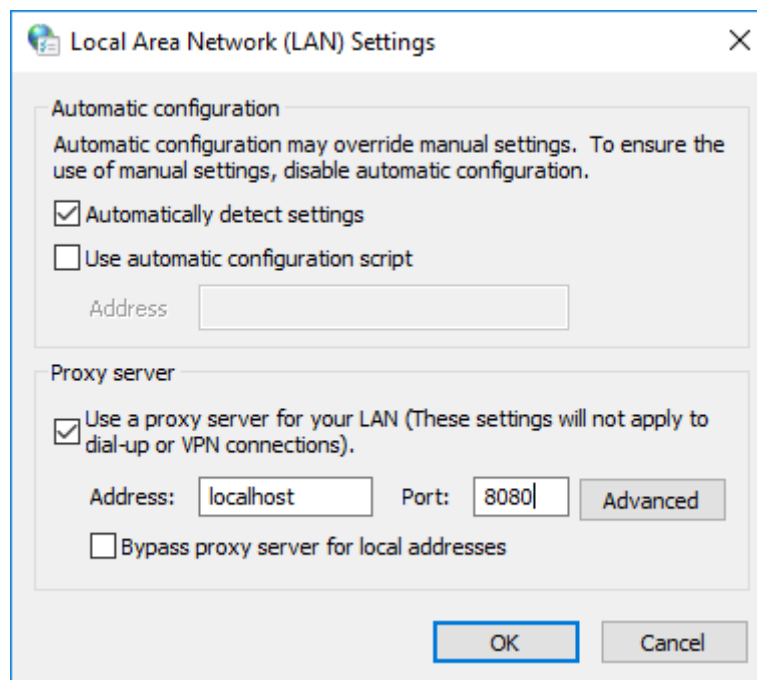 Local Area Network (LAN) Settings
Automatic configuration
Automatic configuration may override manual settings.  To ensure the
use of manual settings, disable automatic configuration.
Automatically detect settings
Use automatic configuration script
Address
Proxy server
Use a proxy server for your LAN (These settings will not apply to
dial-up or VPN connections).
Address: localhost Port: 8080 Advanced
Bypass proxy server for local addresses
OK Cancel